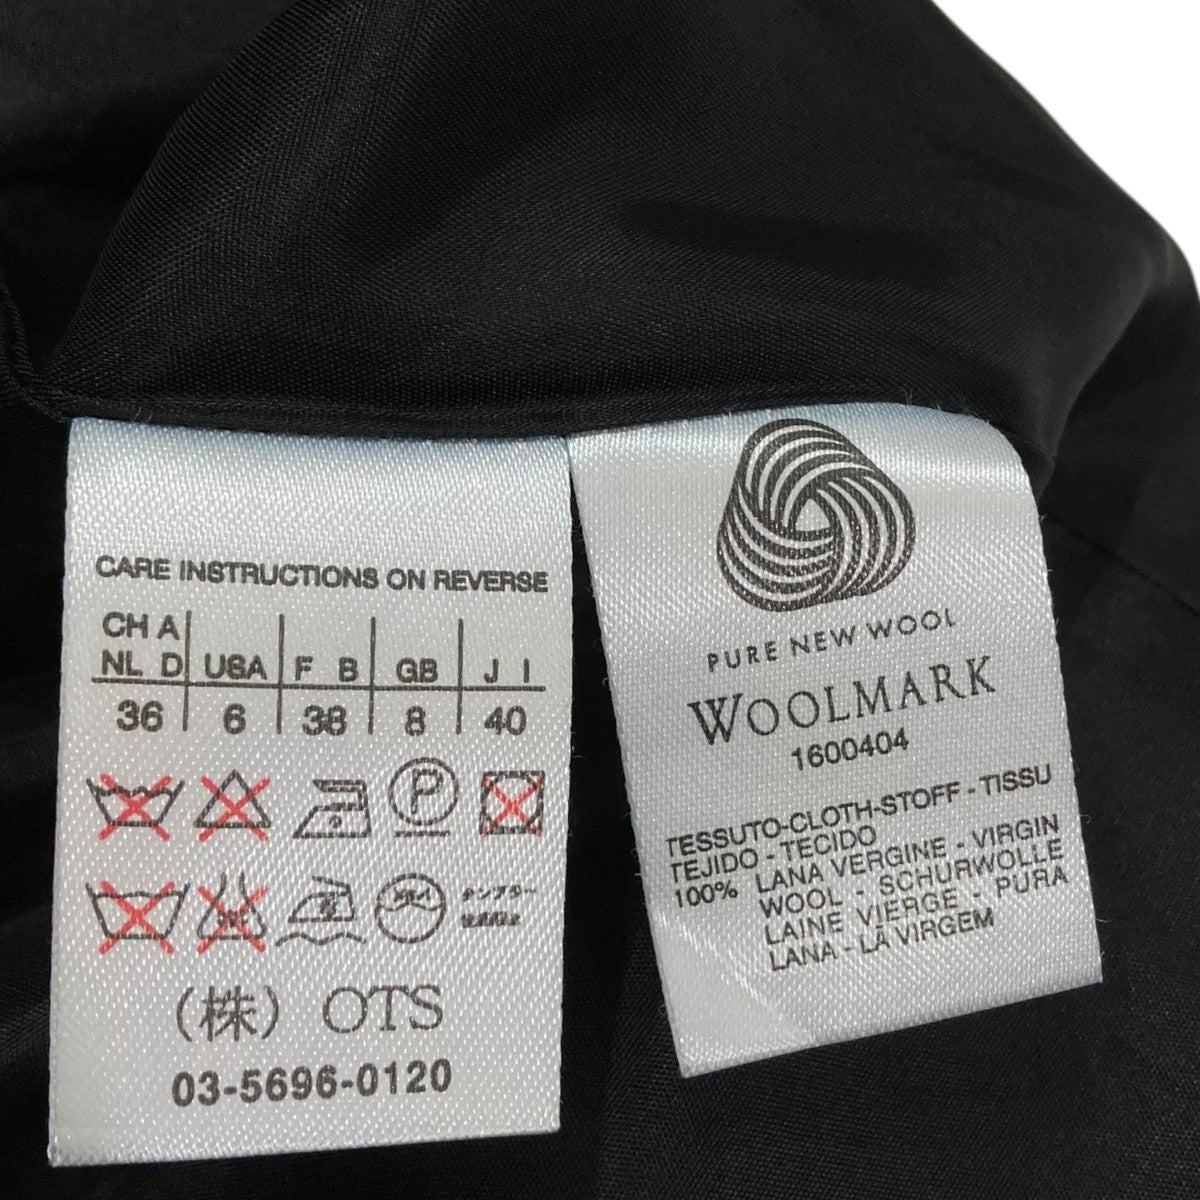 CARE INSTRUCTIONS ON REVERSE
CH A
NL D USA F B GB J I
36 6 38 8 40
P
(株) OTS
03-5696-0120
PURE NEW WOOL
WOOLMARK
1600404
TESSUTO-CLOTH-STOFF-TISSU
TEJIDO-TECIDO
100% LANA VERGINE - VIRGIN
WOOL - SCHURWOLLE
LAINE VIERGE - PURA
LANA - LÃ VIRGEM